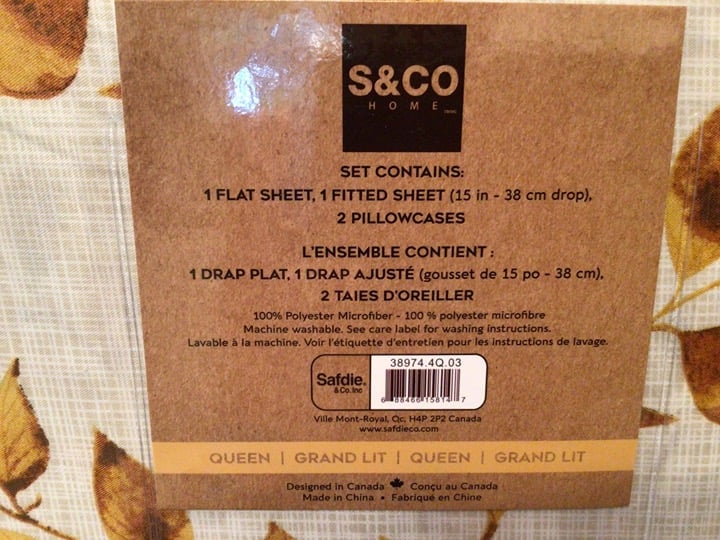 S&CO
HOME
SET CONTAINS:
1 FLAT SHEET, 1 FITTED SHEET (15 in - 38 cm drop),
2 PILLOWCASES
L'ENSEMBLE CONTIENT :
1 DRAP PLAT, 1 DRAP AJUSTÉ (gousset de 15 po - 38 cm),
2 TAIES D'OREILLER
100% Polyester Microfiber - 100 % polyester microfibre
Machine washable. See care label for washing instructions.
Lavable à la machine. Voir l'étiquette d'entretien pour les instructions de lavage.
Safdie.
& Co. Inc
38974.4Q.03
6 88466 15814 7
Ville Mont-Royal, Qc, H4P 2P2 Canada
www.safdieco.com
QUEEN | GRAND LIT | QUEEN | GRAND LIT
Designed in Canada Conçu au Canada
Made in China • Fabriqué en Chine